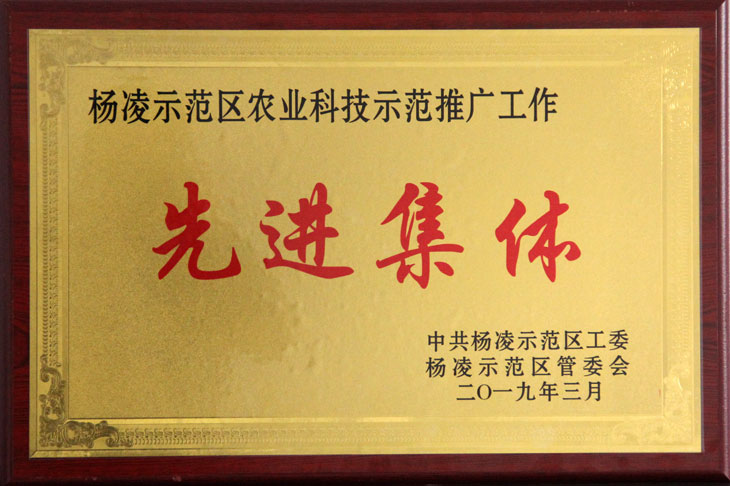 杨凌示范区农业科技示范推广工作
先进集体
中共杨凌示范区工委
杨凌示范区管委会
二〇一九年三月